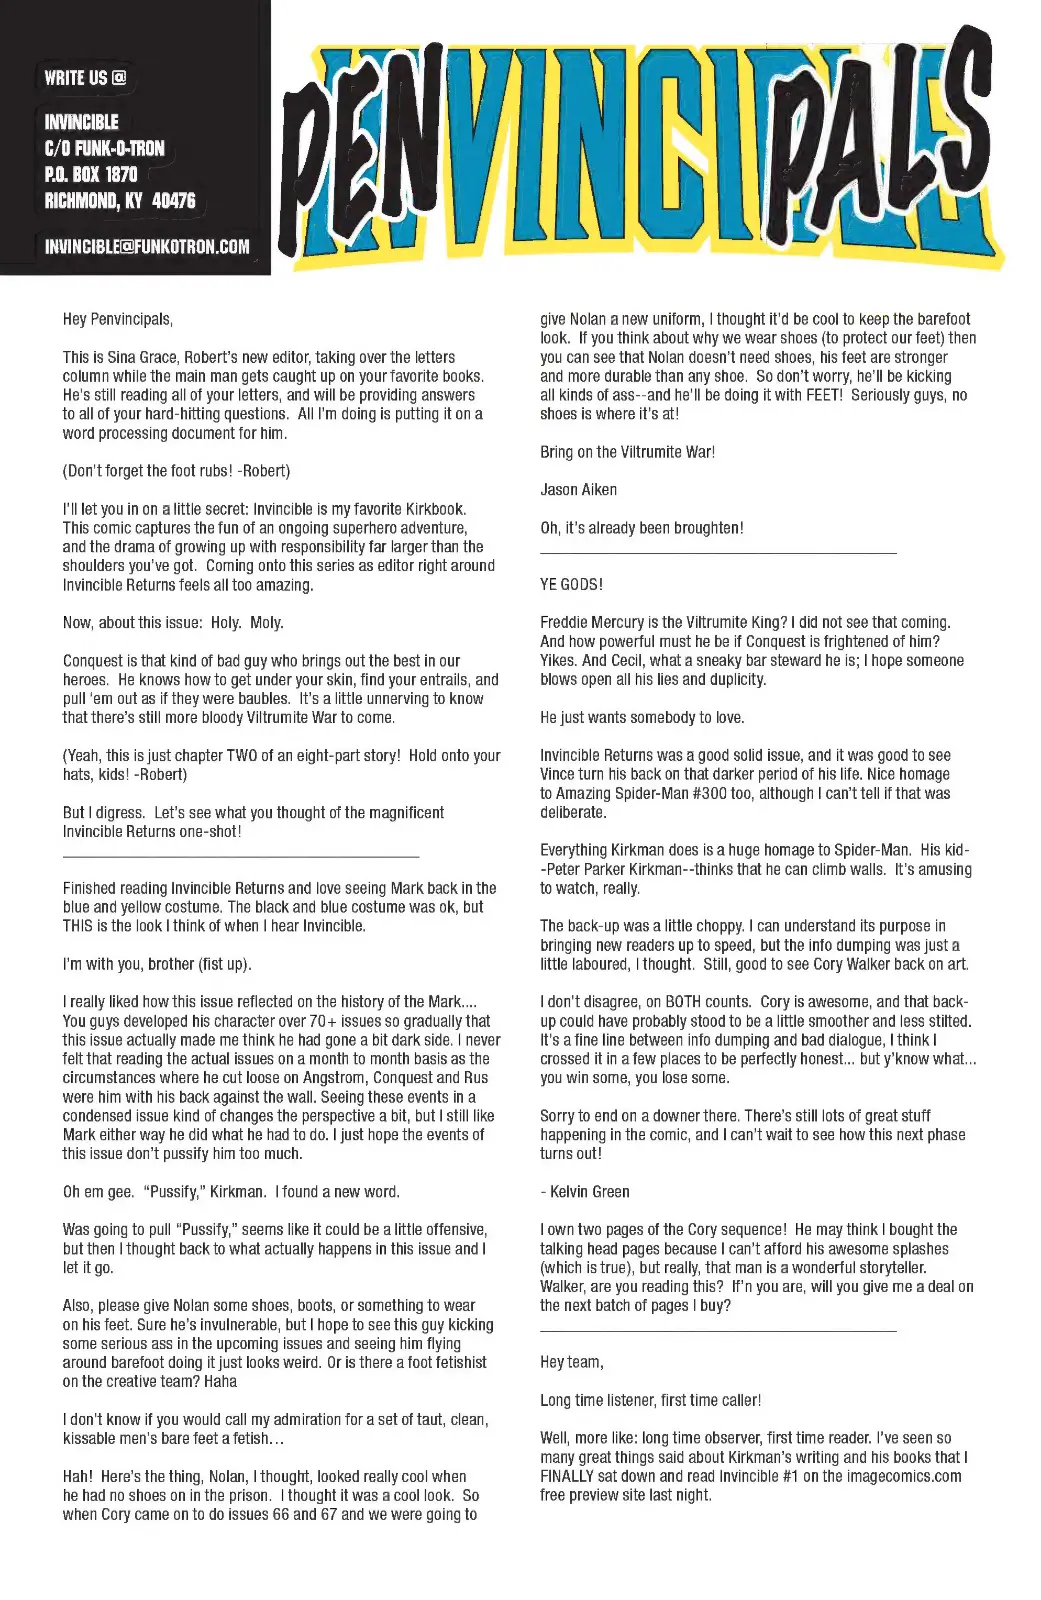 WRITE US @
INVINCIBLE
C/O FUNK-O-TRON
P.O. BOX 1870
RICHMOND, KY 40476
INVINCIBLE@FUNKOTRON.COM
PENVINCIPALS
Hey Penvincipals,
This is Sina Grace, Robert's new editor, taking over the letters
column while the main man gets caught up on your favorite books.
He's still reading all of your letters, and will be providing answers
to all of your hard-hitting questions. All I'm doing is putting it on a
word processing document for him.
(Don't forget the foot rubs! -Robert)
I'll let you in on a little secret: Invincible is my favorite Kirkbook.
This comic captures the fun of an ongoing superhero adventure,
and the drama of growing up with responsibility far larger than the
shoulders you've got. Coming onto this series as editor right around
Invincible Returns feels all too amazing.
Now, about this issue: Holy. Moly.
Conquest is that kind of bad guy who brings out the best in our
heroes. He knows how to get under your skin, find your entrails, and
pull 'em out as if they were baubles. It's a little unnerving to know
that there's still more bloody Viltrumite War to come.
(Yeah, this is just chapter TWO of an eight-part story! Hold onto your
hats, kids! -Robert)
But I digress. Let's see what you thought of the magnificent
Invincible Returns one-shot!
Finished reading Invincible Returns and love seeing Mark back in the
blue and yellow costume. The black and blue costume was ok, but
THIS is the look I think of when I hear Invincible.
I'm with you, brother (fist up).
I really liked how this issue reflected on the history of the Mark....
You guys developed his character over 70+ issues so gradually that
this issue actually made me think he had gone a bit dark side. I never
felt that reading the actual issues on a month to month basis as the
circumstances where he cut loose on Angstrom, Conquest and Rus
were him with his back against the wall. Seeing these events in a
condensed issue kind of changes the perspective a bit, but I still like
Mark either way he did what he had to do. I just hope the events of
this issue don't pussify him too much.
Oh em gee. "Pussify," Kirkman. I found a new word.
Was going to pull "Pussify," seems like it could be a little offensive,
but then I thought back to what actually happens in this issue and I
let it go.
Also, please give Nolan some shoes, boots, or something to wear
on his feet. Sure he's invulnerable, but I hope to see this guy kicking
some serious ass in the upcoming issues and seeing him flying
around barefoot doing it just looks weird. Or is there a foot fetishist
on the creative team? Haha
I don't know if you would call my admiration for a set of taut, clean,
kissable men's bare feet a fetish...
Hah! Here's the thing, Nolan, I thought, looked really cool when
he had no shoes on in the prison. I thought it was a cool look. So
when Cory came on to do issues 66 and 67 and we were going to
give Nolan a new uniform, I thought it'd be cool to keep the barefoot
look. If you think about why we wear shoes (to protect our feet) then
you can see that Nolan doesn't need shoes, his feet are stronger
and more durable than any shoe. So don't worry, he'll be kicking
all kinds of ass--and he'll be doing it with FEET! Seriously guys, no
shoes is where it's at!
Bring on the Viltrumite War!
Jason Aiken
Oh, it's already been broughten!
YE GODS!
Freddie Mercury is the Viltrumite King? I did not see that coming.
And how powerful must he be if Conquest is frightened of him?
Yikes. And Cecil, what a sneaky bar steward he is; I hope someone
blows open all his lies and duplicity.
He just wants somebody to love.
Invincible Returns was a good solid issue, and it was good to see
Vince turn his back on that darker period of his life. Nice homage
to Amazing Spider-Man #300 too, although I can't tell if that was
deliberate.
Everything Kirkman does is a huge homage to Spider-Man. His kid-
-Peter Parker Kirkman--thinks that he can climb walls. It's amusing
to watch, really.
The back-up was a little choppy. I can understand its purpose in
bringing new readers up to speed, but the info dumping was just a
little laboured, I thought. Still, good to see Cory Walker back on art.
I don't disagree, on BOTH counts. Cory is awesome, and that back-
up could have probably stood to be a little smoother and less stilted.
It's a fine line between info dumping and bad dialogue, I think I
crossed it in a few places to be perfectly honest... but y'know what...
you win some, you lose some.
Sorry to end on a downer there. There's still lots of great stuff
happening in the comic, and I can't wait to see how this next phase
turns out!
- Kelvin Green
I own two pages of the Cory sequence! He may think I bought the
talking head pages because I can't afford his awesome splashes
(which is true), but really, that man is a wonderful storyteller.
Walker, are you reading this? If'n you are, will you give me a deal on
the next batch of pages I buy?
Hey team,
Long time listener, first time caller!
Well, more like: long time observer, first time reader. I've seen so
many great things said about Kirkman's writing and his books that I
FINALLY sat down and read Invincible #1 on the imagecomics.com
free preview site last night.